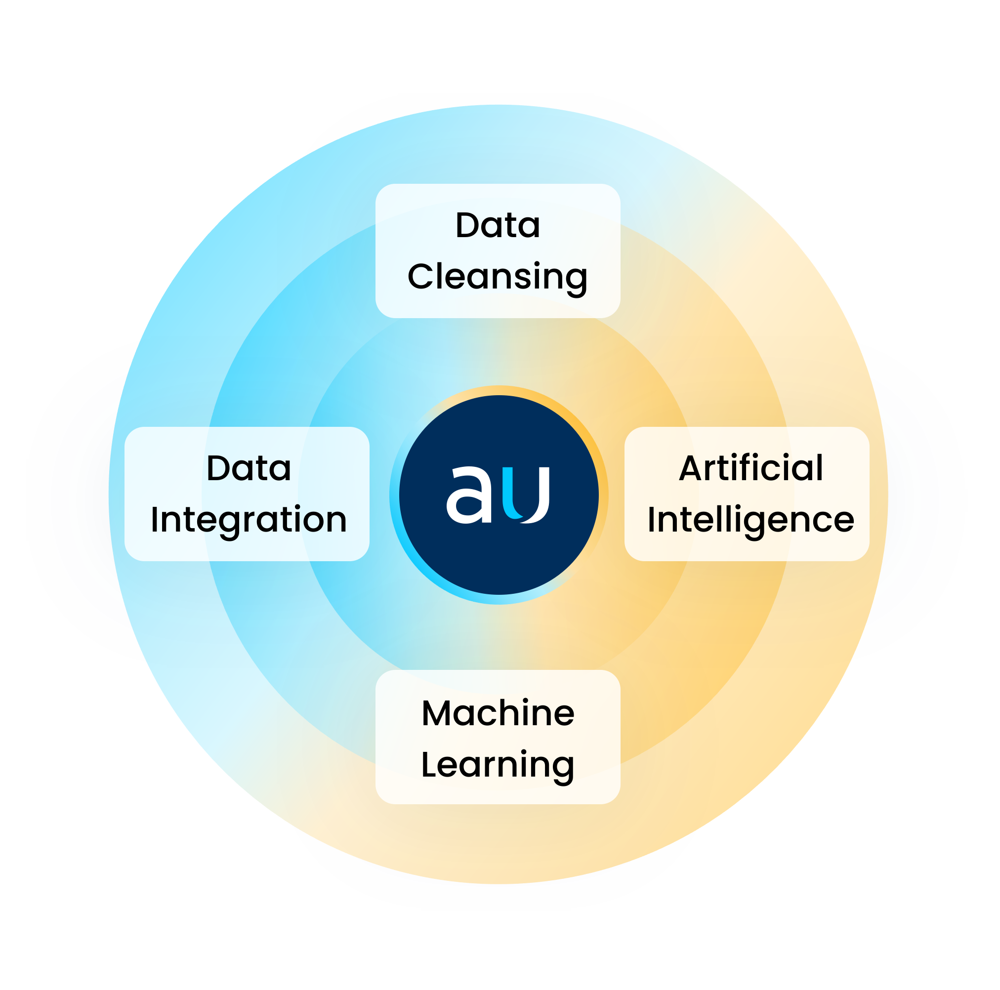 Data
Cleansing
Data
Integration
au
Artificial
Intelligence
Machine
Learning